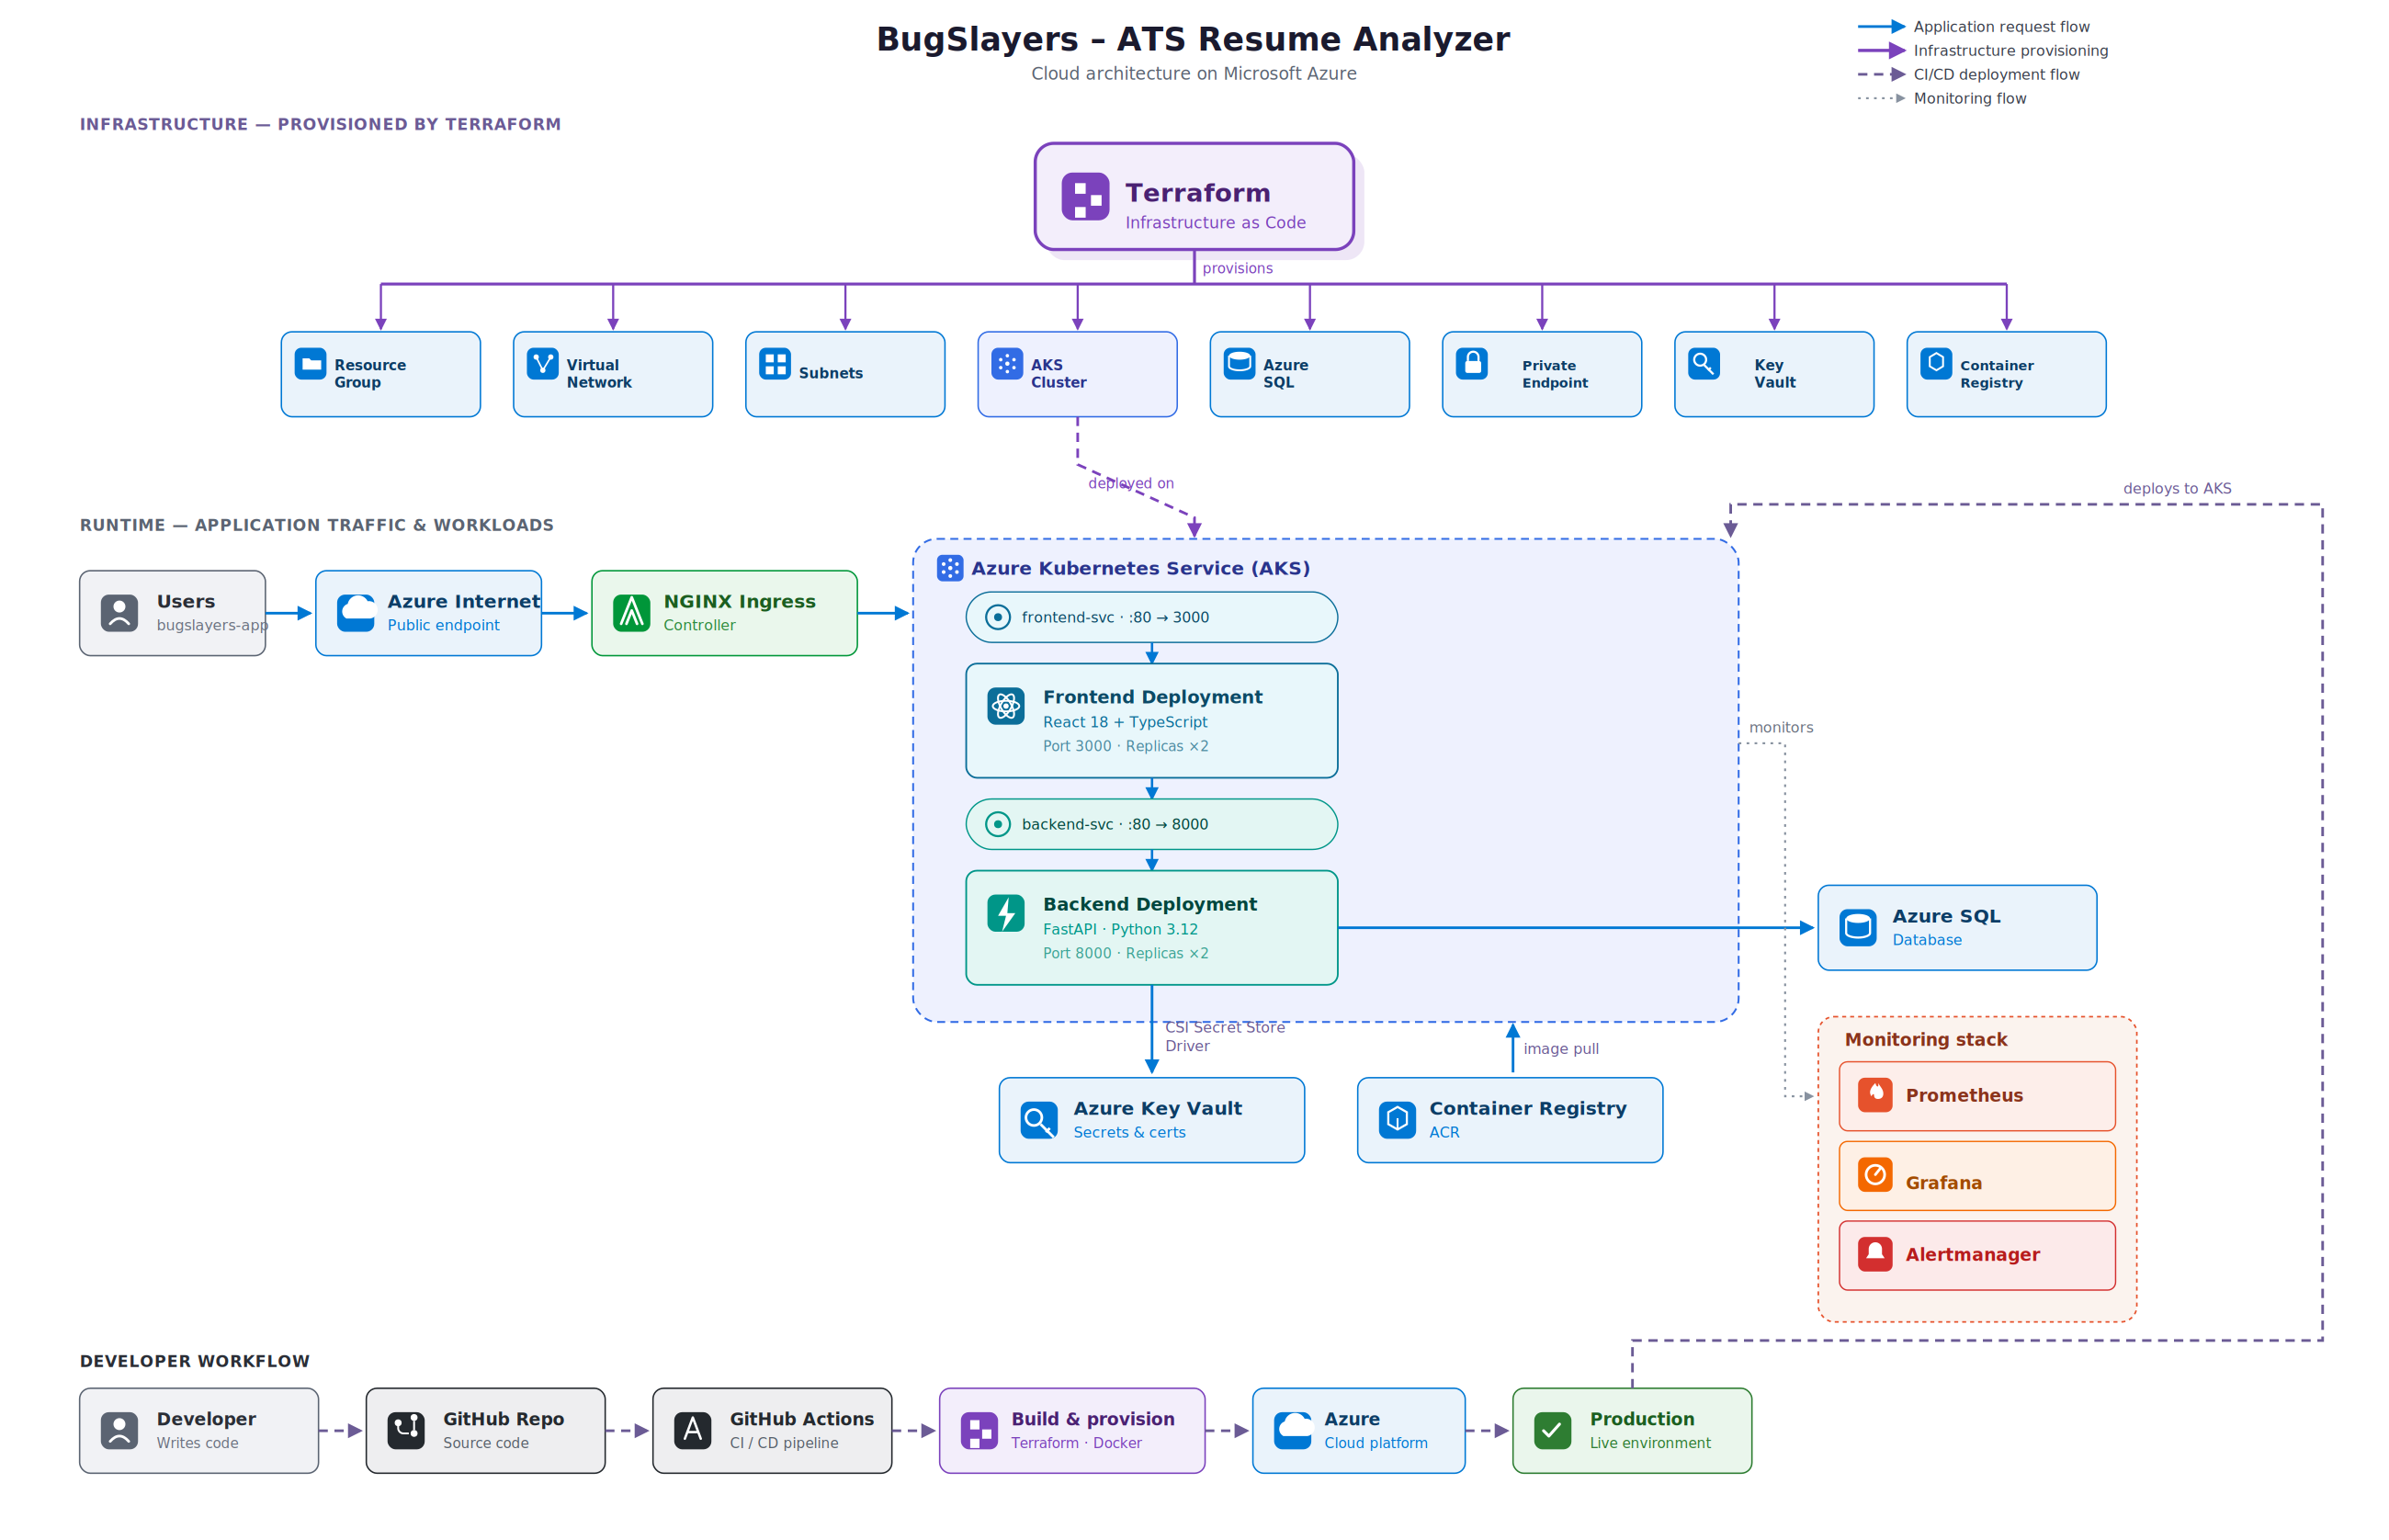 BugSlayers – ATS Resume Analyzer
Cloud architecture on Microsoft Azure
Application request flow
Infrastructure provisioning
CI/CD deployment flow
Monitoring flow
INFRASTRUCTURE — PROVISIONED BY TERRAFORM
Terraform
Infrastructure as Code
provisions
Resource
Group
Virtual
Network
Subnets
AKS
Cluster
Azure
SQL
Private
Endpoint
Key
Vault
Container
Registry
deployed on
deploys to AKS
RUNTIME — APPLICATION TRAFFIC & WORKLOADS
Users
bugslayers-app
Azure Internet
Public endpoint
NGINX Ingress
Controller
Azure Kubernetes Service (AKS)
frontend-svc · :80 → 3000
Frontend Deployment
React 18 + TypeScript
Port 3000 · Replicas ×2
monitors
backend-svc · :80 → 8000
Backend Deployment
FastAPI · Python 3.12
Port 8000 · Replicas ×2
Azure SQL
Database
CSI Secret Store
Driver
image pull
Azure Key Vault
Secrets & certs
Container Registry
ACR
Monitoring stack
Prometheus
Grafana
Alertmanager
DEVELOPER WORKFLOW
Developer
Writes code
GitHub Repo
Source code
GitHub Actions
CI / CD pipeline
Build & provision
Terraform · Docker
Azure
Cloud platform
Production
Live environment